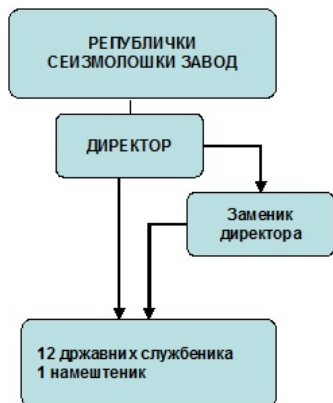 РЕПУБЛИЧКИ
СЕИЗМОЛОШКИ ЗАВОД
ДИРЕКТОР
Заменик
директора
12 државних службеника
1 намештеник